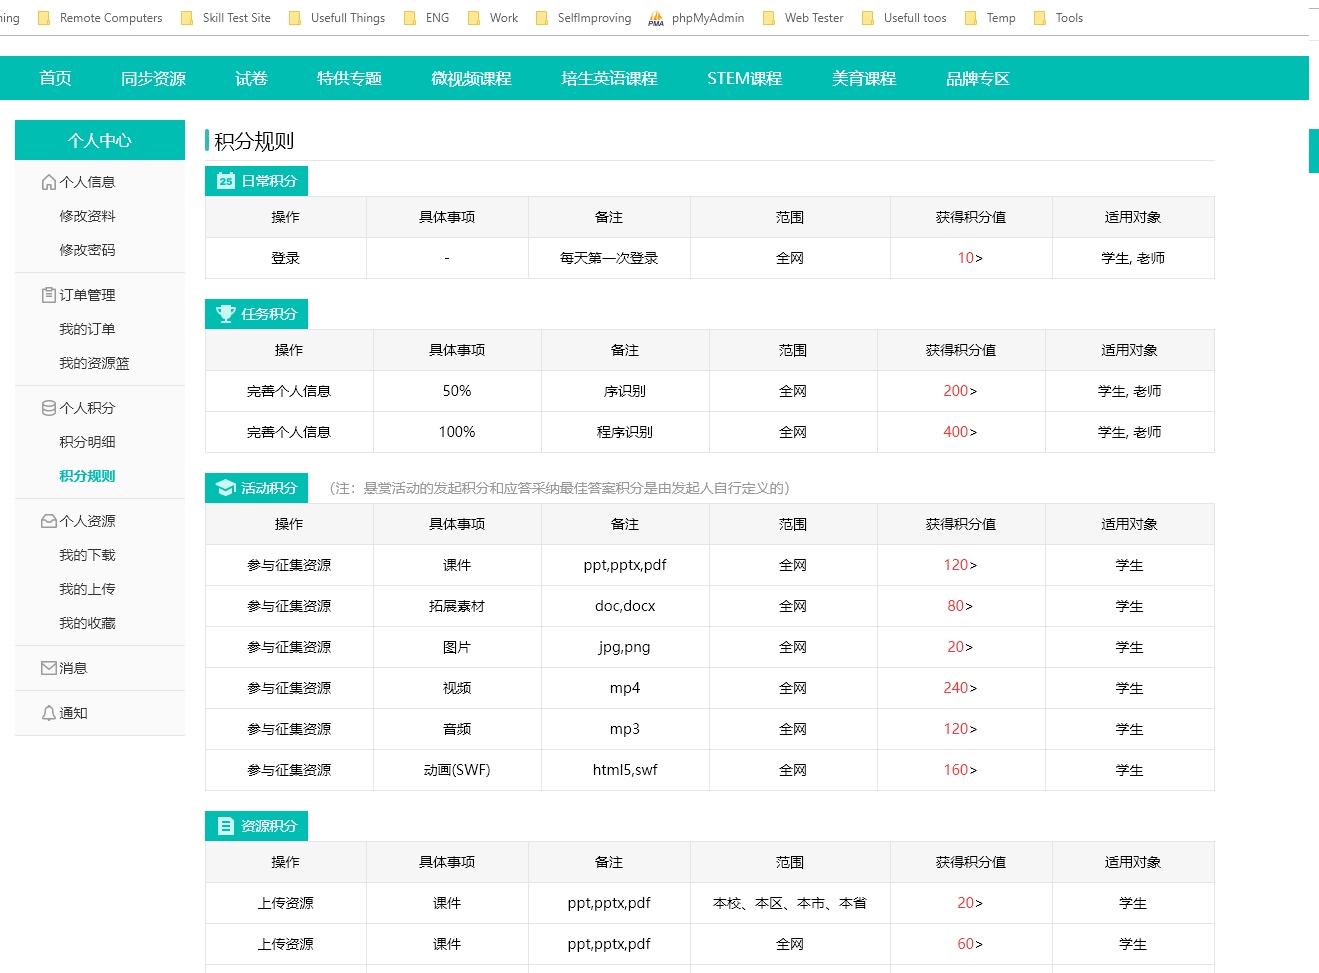 ning Remote Computers Skill Test Site Usefull Things ENG Work SelfImproving PMA phpMyAdmin Web Tester Usefull toos Temp Tools
首页 同步资源 试卷 特供专题 微视频课程 培生英语课程 STEM课程 美育课程 品牌专区
个人中心
个人信息
修改资料
修改密码
订单管理
我的订单
我的资源篮
个人积分
积分明细
积分规则
个人资源
我的下载
我的上传
我的收藏
消息
通知
积分规则
25 日常积分
操作 具体事项 备注 范围 获得积分值 适用对象
登录 - 每天第一次登录 全网 10> 学生, 老师
任务积分
操作 具体事项 备注 范围 获得积分值 适用对象
完善个人信息 50% 序识别 全网 200> 学生, 老师
完善个人信息 100% 程序识别 全网 400> 学生, 老师
活动积分 （注：悬赏活动的发起积分和应答采纳最佳答案积分是由发起人自行定义的）
操作 具体事项 备注 范围 获得积分值 适用对象
参与征集资源 课件 ppt,pptx,pdf 全网 120> 学生
参与征集资源 拓展素材 doc,docx 全网 80> 学生
参与征集资源 图片 jpg,png 全网 20> 学生
参与征集资源 视频 mp4 全网 240> 学生
参与征集资源 音频 mp3 全网 120> 学生
参与征集资源 动画(SWF) html5,swf 全网 160> 学生
资源积分
操作 具体事项 备注 范围 获得积分值 适用对象
上传资源 课件 ppt,pptx,pdf 本校、本区、本市、本省 20> 学生
上传资源 课件 ppt,pptx,pdf 全网 60> 学生